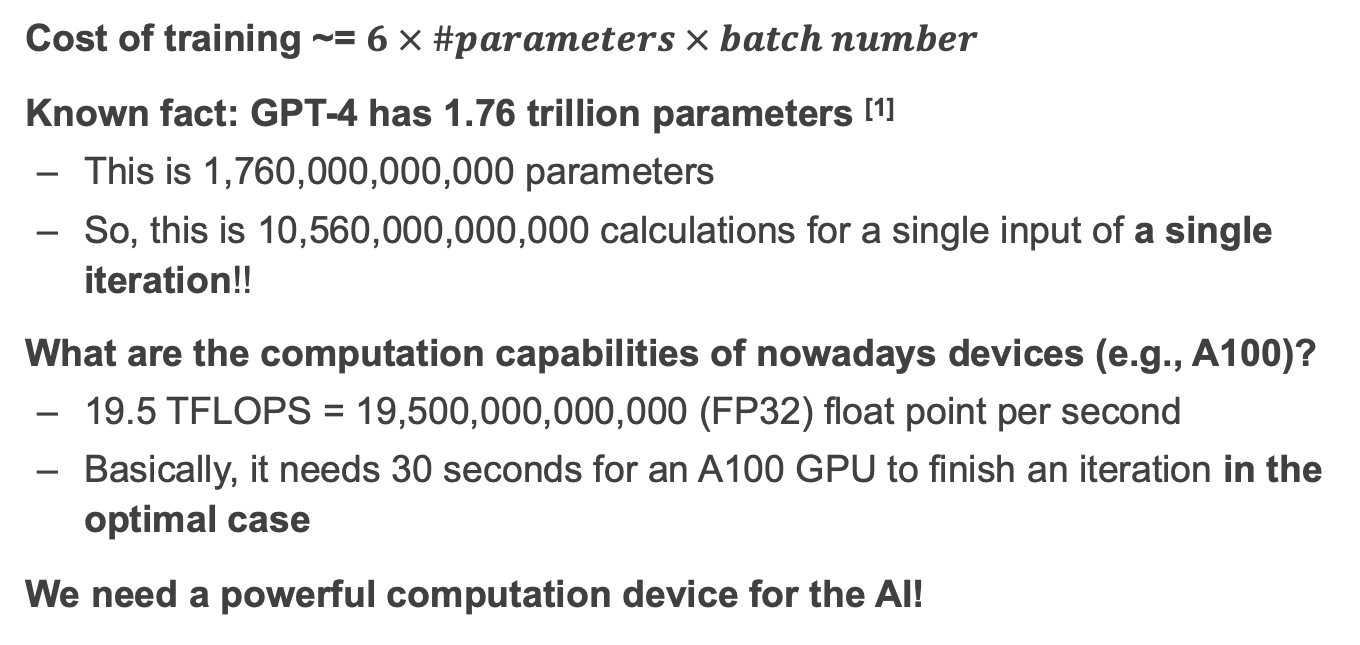 Cost of training ~= 6 × #parameters × batch number
Known fact: GPT-4 has 1.76 trillion parameters [1]
– This is 1,760,000,000,000 parameters
– So, this is 10,560,000,000,000 calculations for a single input of a single
iteration!!
What are the computation capabilities of nowadays devices (e.g., A100)?
– 19.5 TFLOPS = 19,500,000,000,000 (FP32) float point per second
– Basically, it needs 30 seconds for an A100 GPU to finish an iteration in the
optimal case
We need a powerful computation device for the AI!